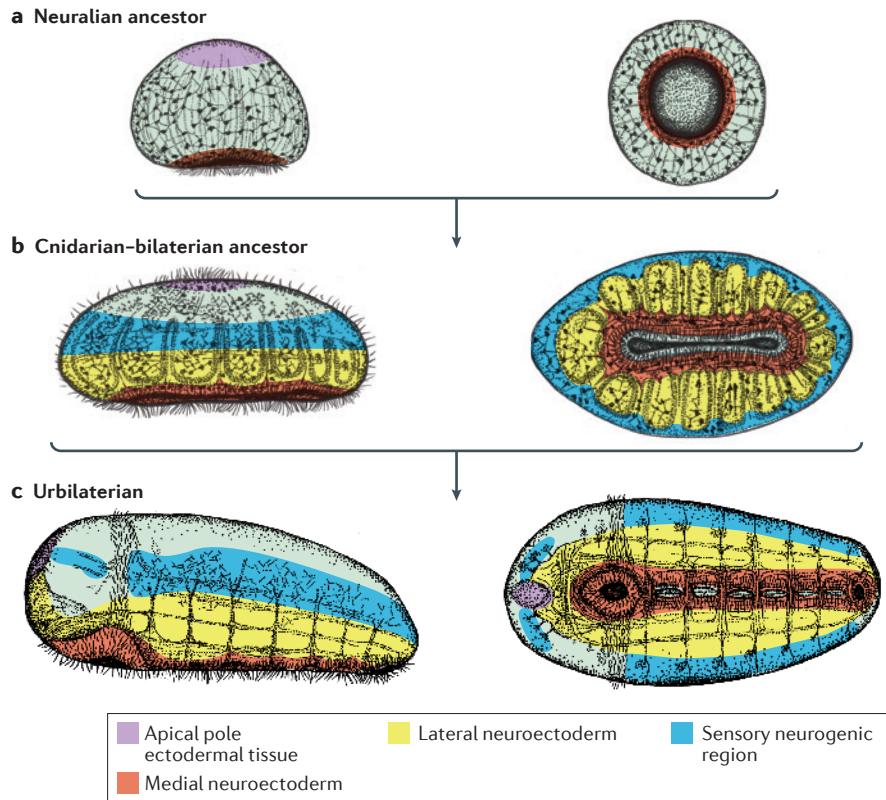 a Neuralian ancestor
b Cnidarian–bilaterian ancestor
c Urbilaterian
Apical pole
ectodermal tissue
Medial neuroectoderm
Lateral neuroectoderm
Sensory neurogenic
region